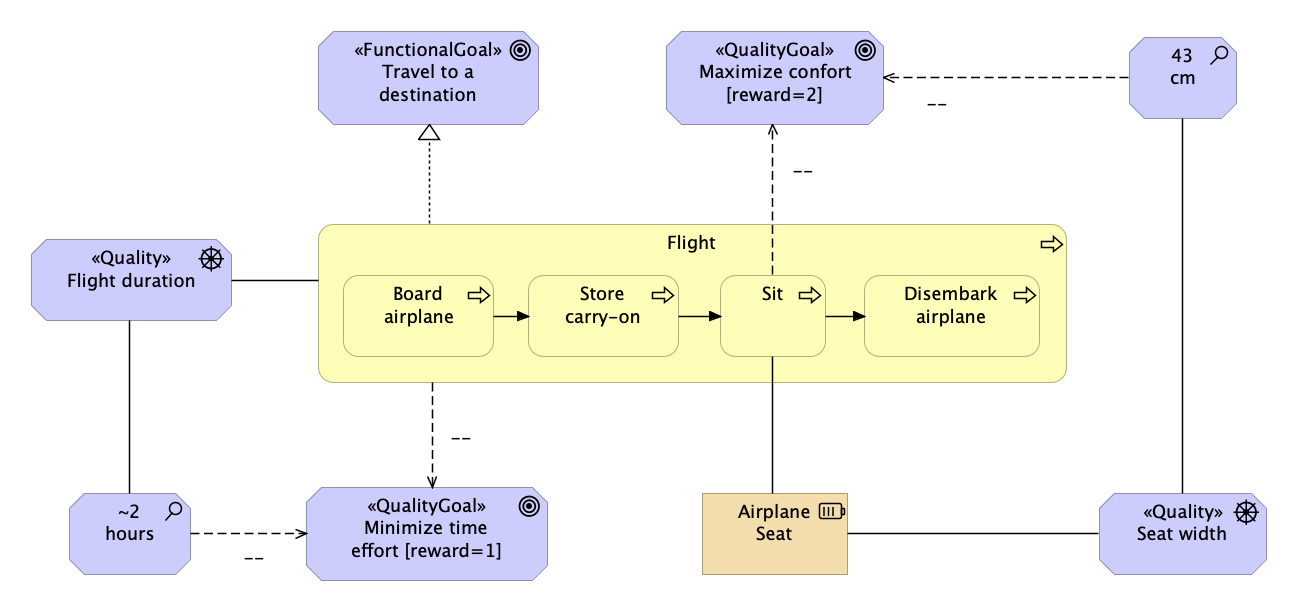 «FunctionalGoal»
Travel to a
destination
«QualityGoal»
Maximize confort
[reward=2]
43
cm
--
--
Flight
«Quality»
Flight duration
Board
airplane
Store
carry-on
Sit
Disembark
airplane
--
~2
hours
--
«QualityGoal»
Minimize time
effort [reward=1]
Airplane
Seat
«Quality»
Seat width